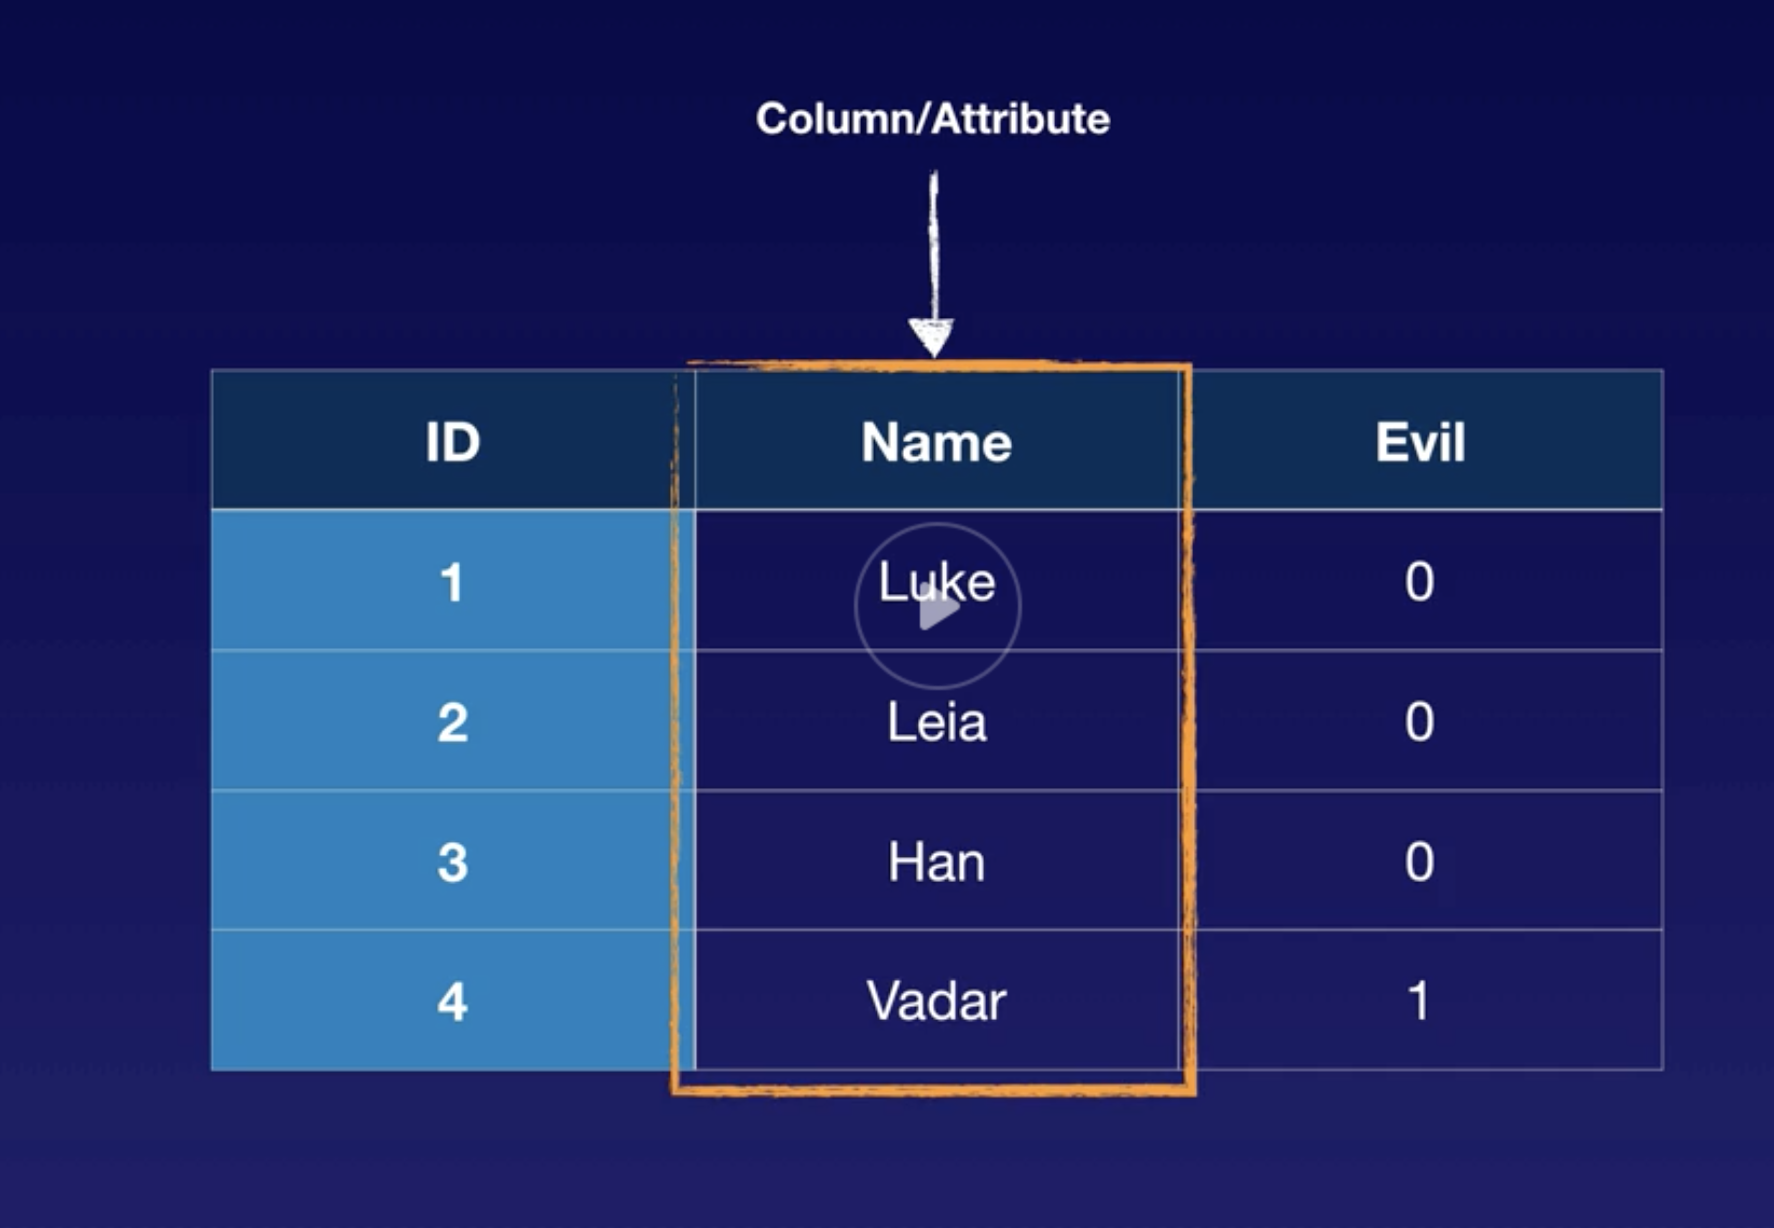 Column/Attribute
ID Name Evil
1 Luke 0
2 Leia 0
3 Han 0
4 Vadar 1